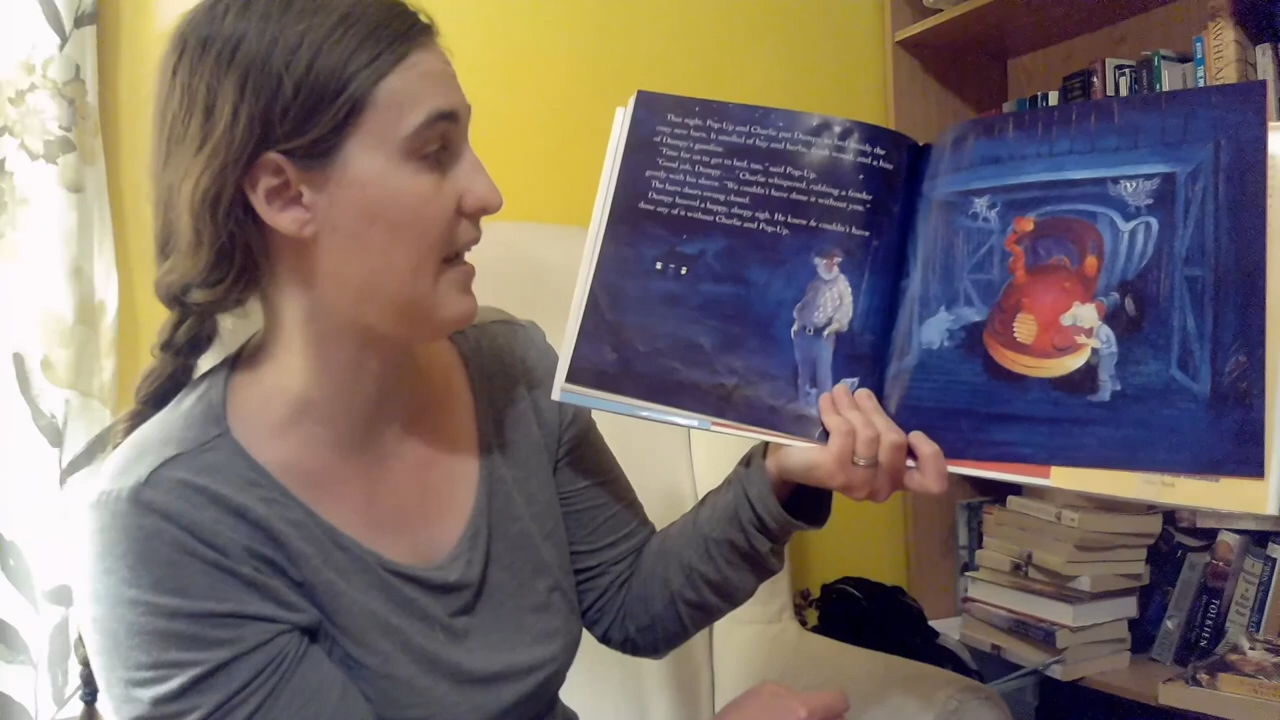 That night, Pop-Up and Charlie put Dumpy to bed inside the
cozy new barn. It smelled of hay and herbs, fresh wood, and a hint
of Dumpy's gasoline.
"Time for us to get to bed, too," said Pop-Up.
"Good job, Dumpy . . ." Charlie whispered, rubbing a fender
gently with his sleeve. "We couldn't have done it without you."
The barn doors swung closed.
Dumpy heaved a happy, sleepy sigh. He knew he couldn't have
done any of it without Charlie and Pop-Up.
LAWHEAD
TOLKIEN